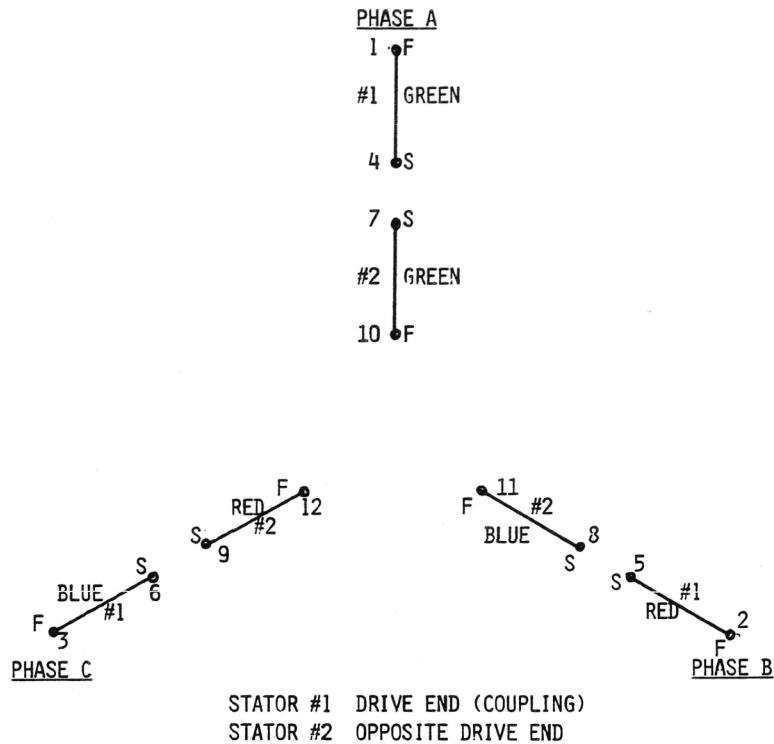 PHASE A
1 F
#1 GREEN
4 S
7 S
#2 GREEN
10 F
F
RED
12
#2
S
9
S
BLUE
6
#1
F
3
PHASE C
11
F
#2
BLUE
8
S
5
S
#1
RED
2
F
PHASE B
STATOR #1 DRIVE END (COUPLING)
STATOR #2 OPPOSITE DRIVE END